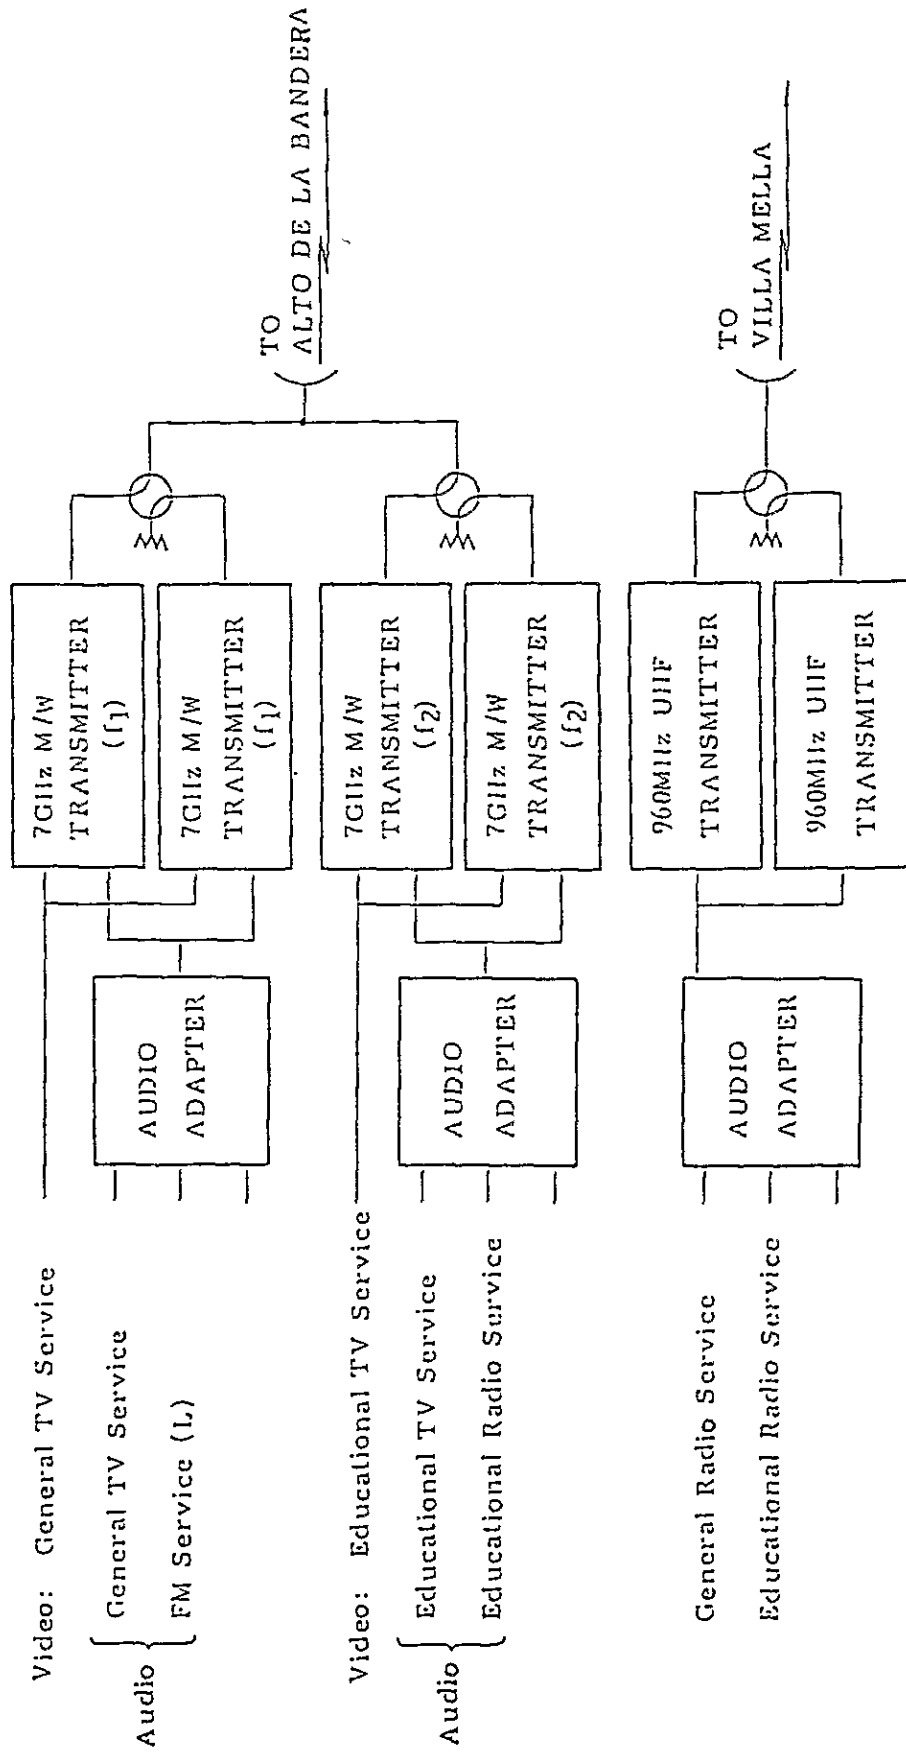 Video: General TV Service
Audio
General TV Service
FM Service (L)
AUDIO
ADAPTER
7GHz M/W
TRANSMITTER
(f1)
7GHz M/W
TRANSMITTER
(f1)
TO
ALTO DE LA BANDERA
Video: Educational TV Service
Audio
Educational TV Service
Educational Radio Service
AUDIO
ADAPTER
7GHz M/W
TRANSMITTER
(f2)
7GHz M/W
TRANSMITTER
(f2)
General Radio Service
Educational Radio Service
AUDIO
ADAPTER
960MHz UHF
TRANSMITTER
960MHz UHF
TRANSMITTER
TO
VILLA MELLA